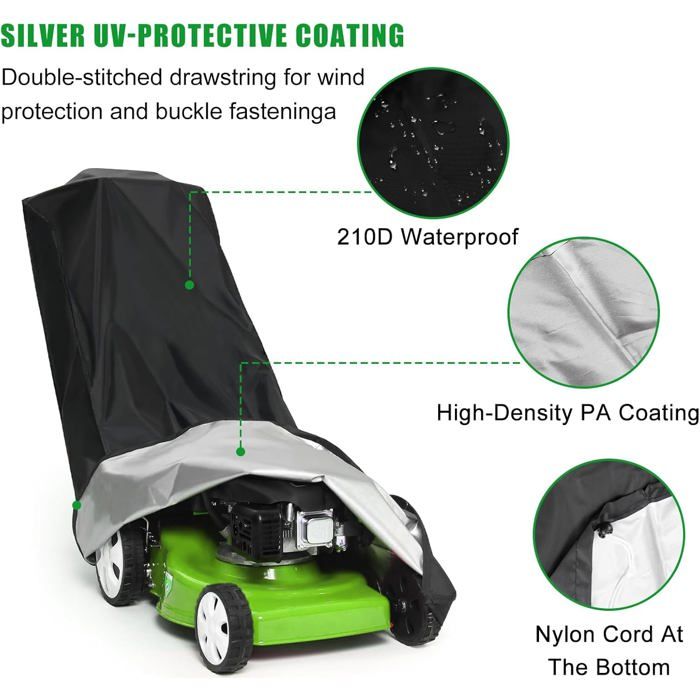 SILVER UV-PROTECTIVE COATING
Double-stitched drawstring for wind
protection and buckle fasteninga
210D Waterproof
High-Density PA Coating
Nylon Cord At
The Bottom